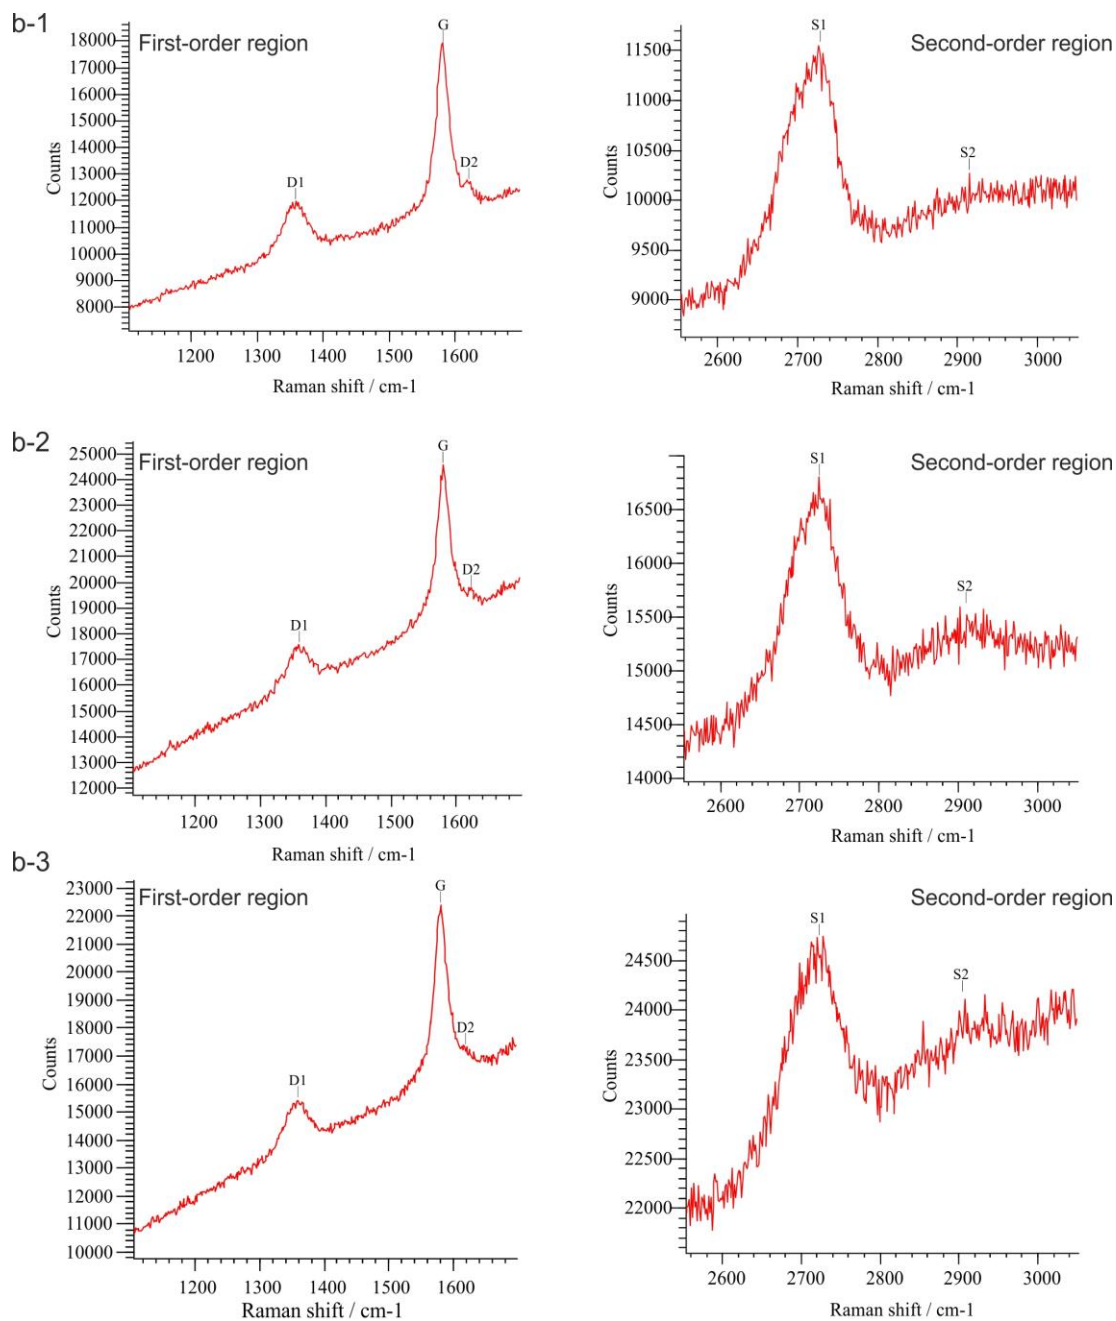 b-1
First-order region
G
D1
D2
18000
17000
16000
15000
14000
13000
12000
11000
10000
9000
8000
Counts
1200 1300 1400 1500 1600
Raman shift / cm-1
Second-order region
S1
S2
11500
11000
10500
10000
9500
9000
Counts
2600 2700 2800 2900 3000
Raman shift / cm-1
b-2
First-order region
G
D1
D2
25000
24000
23000
22000
21000
20000
19000
18000
17000
16000
15000
14000
13000
12000
Counts
1200 1300 1400 1500 1600
Raman shift / cm-1
Second-order region
S1
S2
16500
16000
15500
15000
14500
14000
Counts
2600 2700 2800 2900 3000
Raman shift / cm-1
b-3
First-order region
G
D1
D2
23000
22000
21000
20000
19000
18000
17000
16000
15000
14000
13000
12000
11000
10000
Counts
1200 1300 1400 1500 1600
Raman shift / cm-1
Second-order region
S1
S2
24500
24000
23500
23000
22500
22000
Counts
2600 2700 2800 2900 3000
Raman shift / cm-1